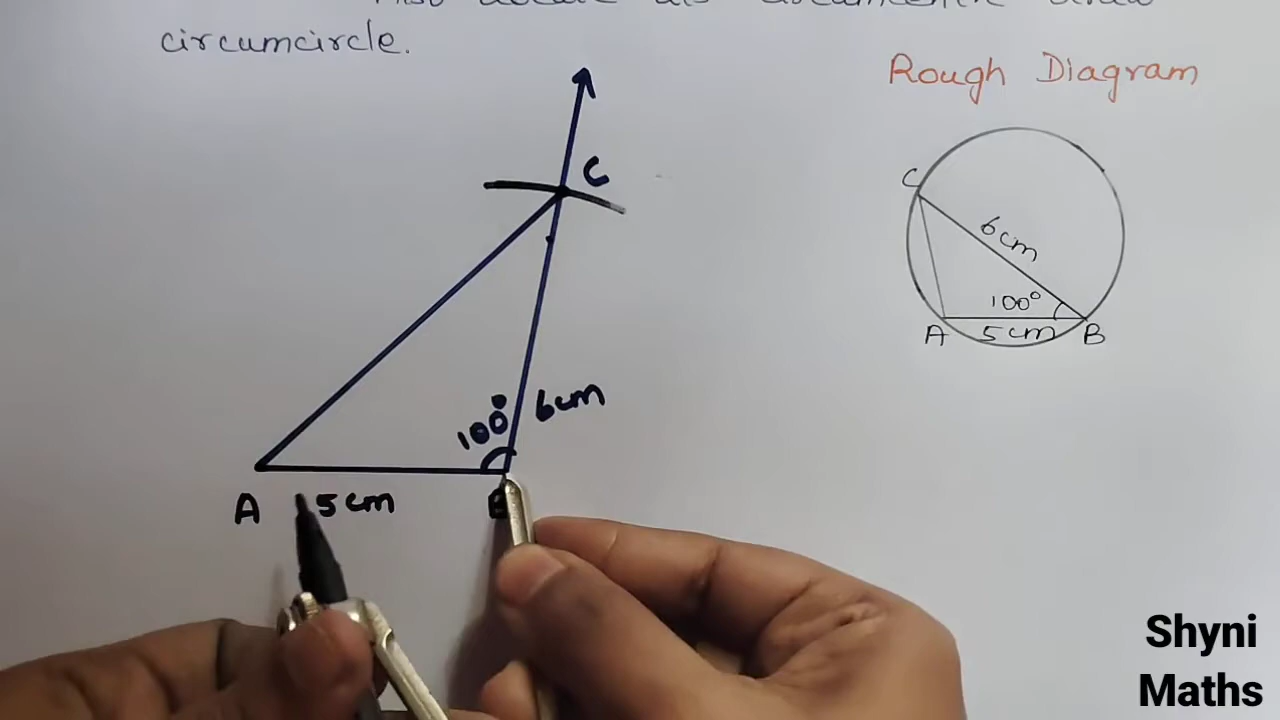 circumcircle.
Rough Diagram
C
C
6cm
100°
A 5cm B
6cm
100°
A 5cm B
Shyni
Maths